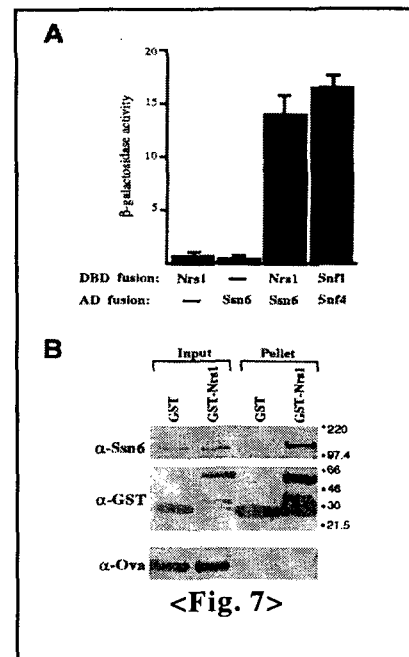 A
20
15
10
5
β-galactosidase activity
DBD fusion: Nrs1 — Nrs1 Snf1
AD fusion: — Ssn6 Ssn6 Snf4
B
Input Pellet
GST GST-Nrs1 GST GST-Nrs1
α-Ssn6
•220
•97.4
α-GST
•66
•46
•30
•21.5
α-Ova
<Fig. 7>